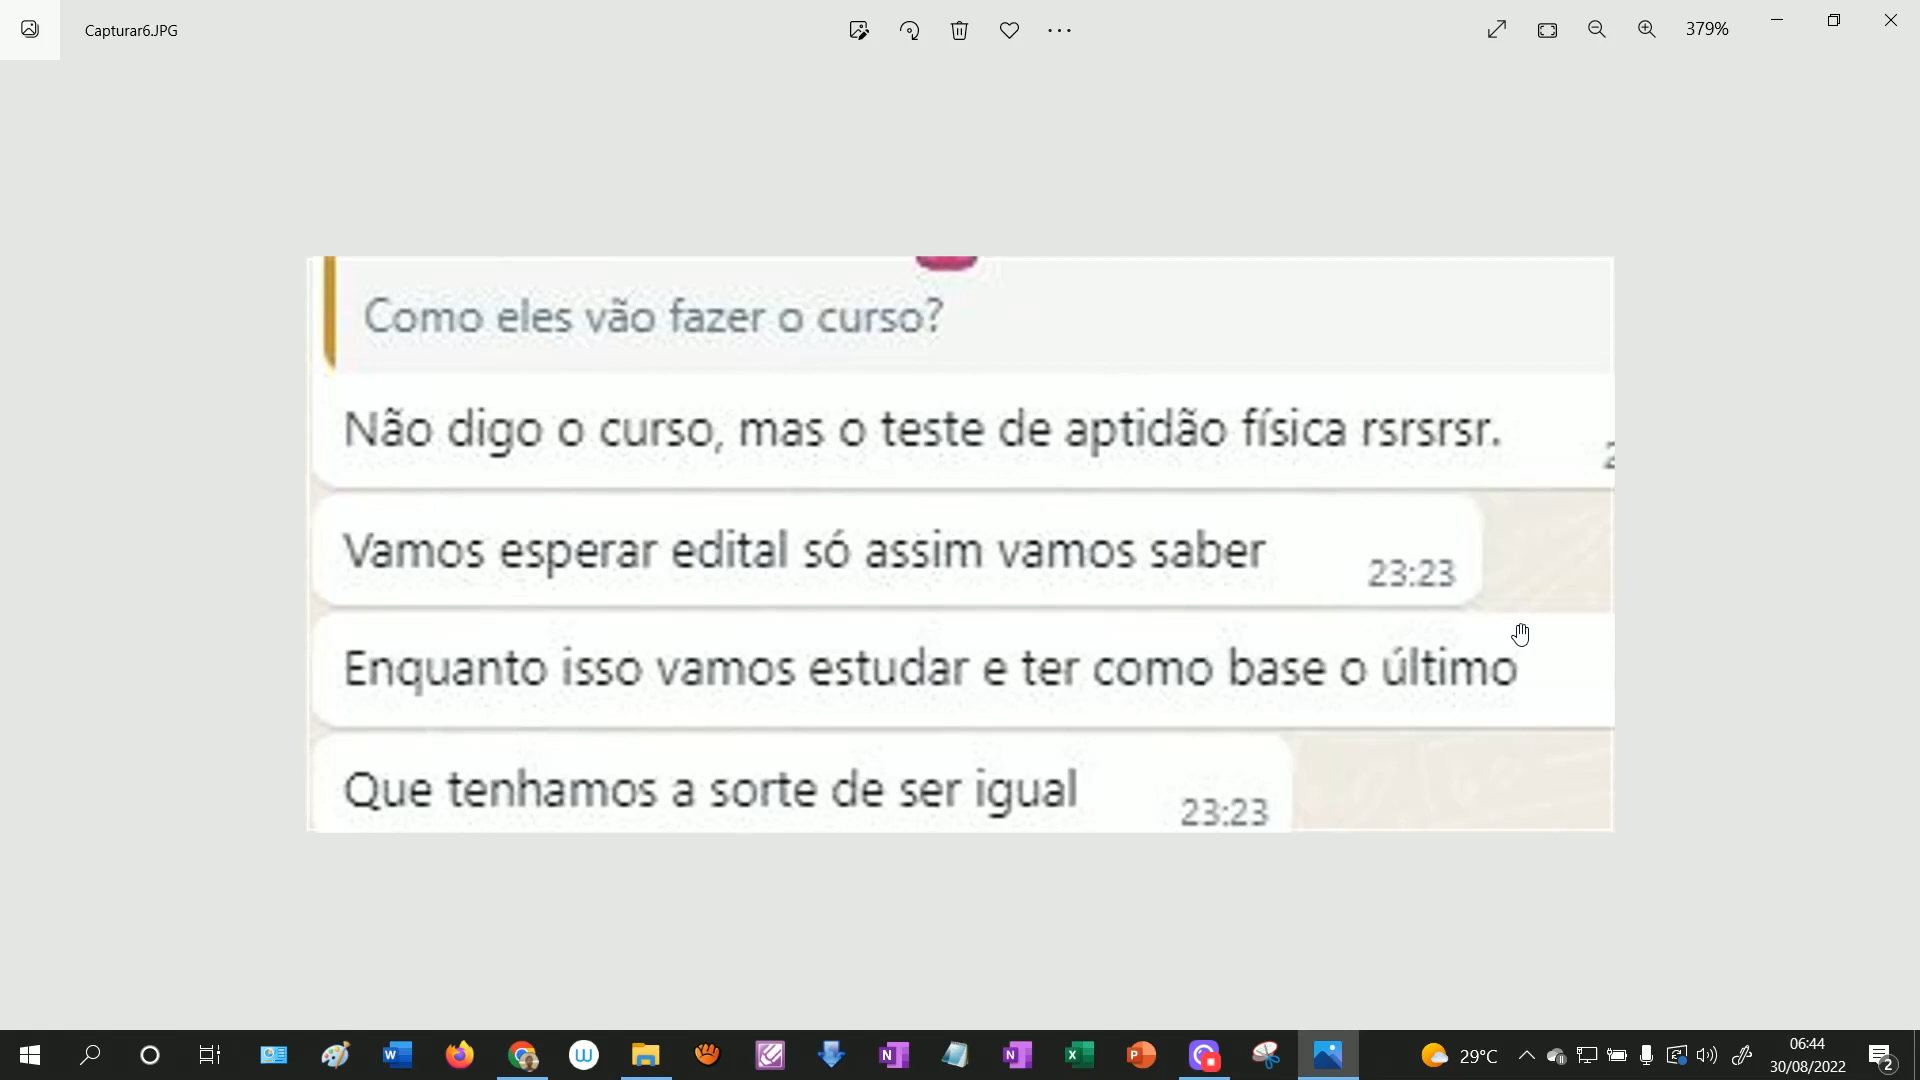 Capturar6.JPG
379%
Como eles vão fazer o curso?
Não digo o curso, mas o teste de aptidão física rsrsrsr.
Vamos esperar edital só assim vamos saber
23:23
Enquanto isso vamos estudar e ter como base o último
Que tenhamos a sorte de ser igual
23:23
29°C
06:44
30/08/2022
2